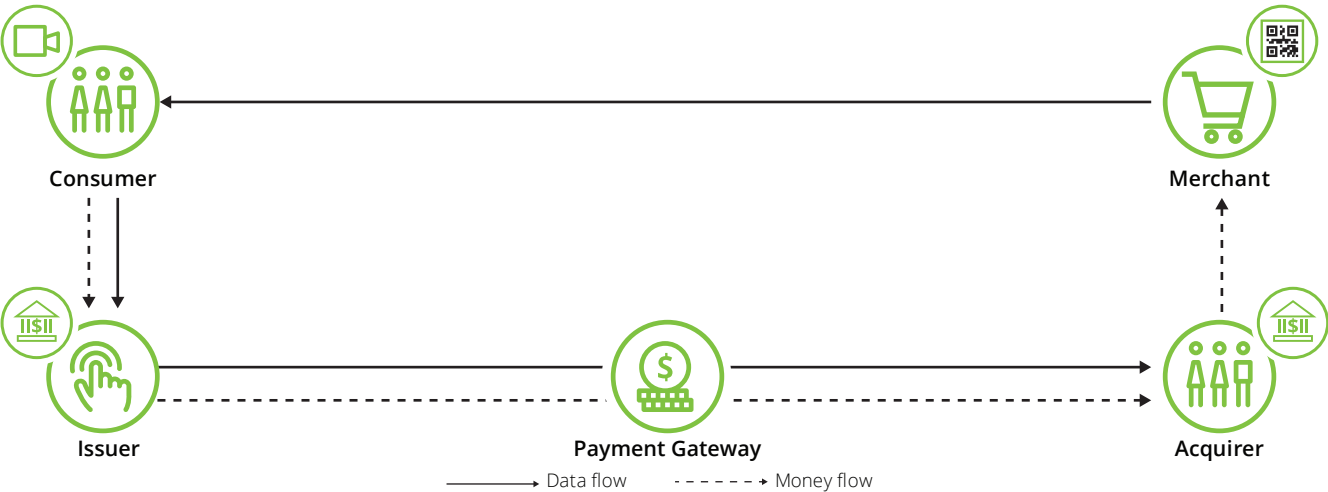 Consumer
Merchant
$
$
$
Issuer
Payment Gateway
Acquirer
Data flow
Money flow